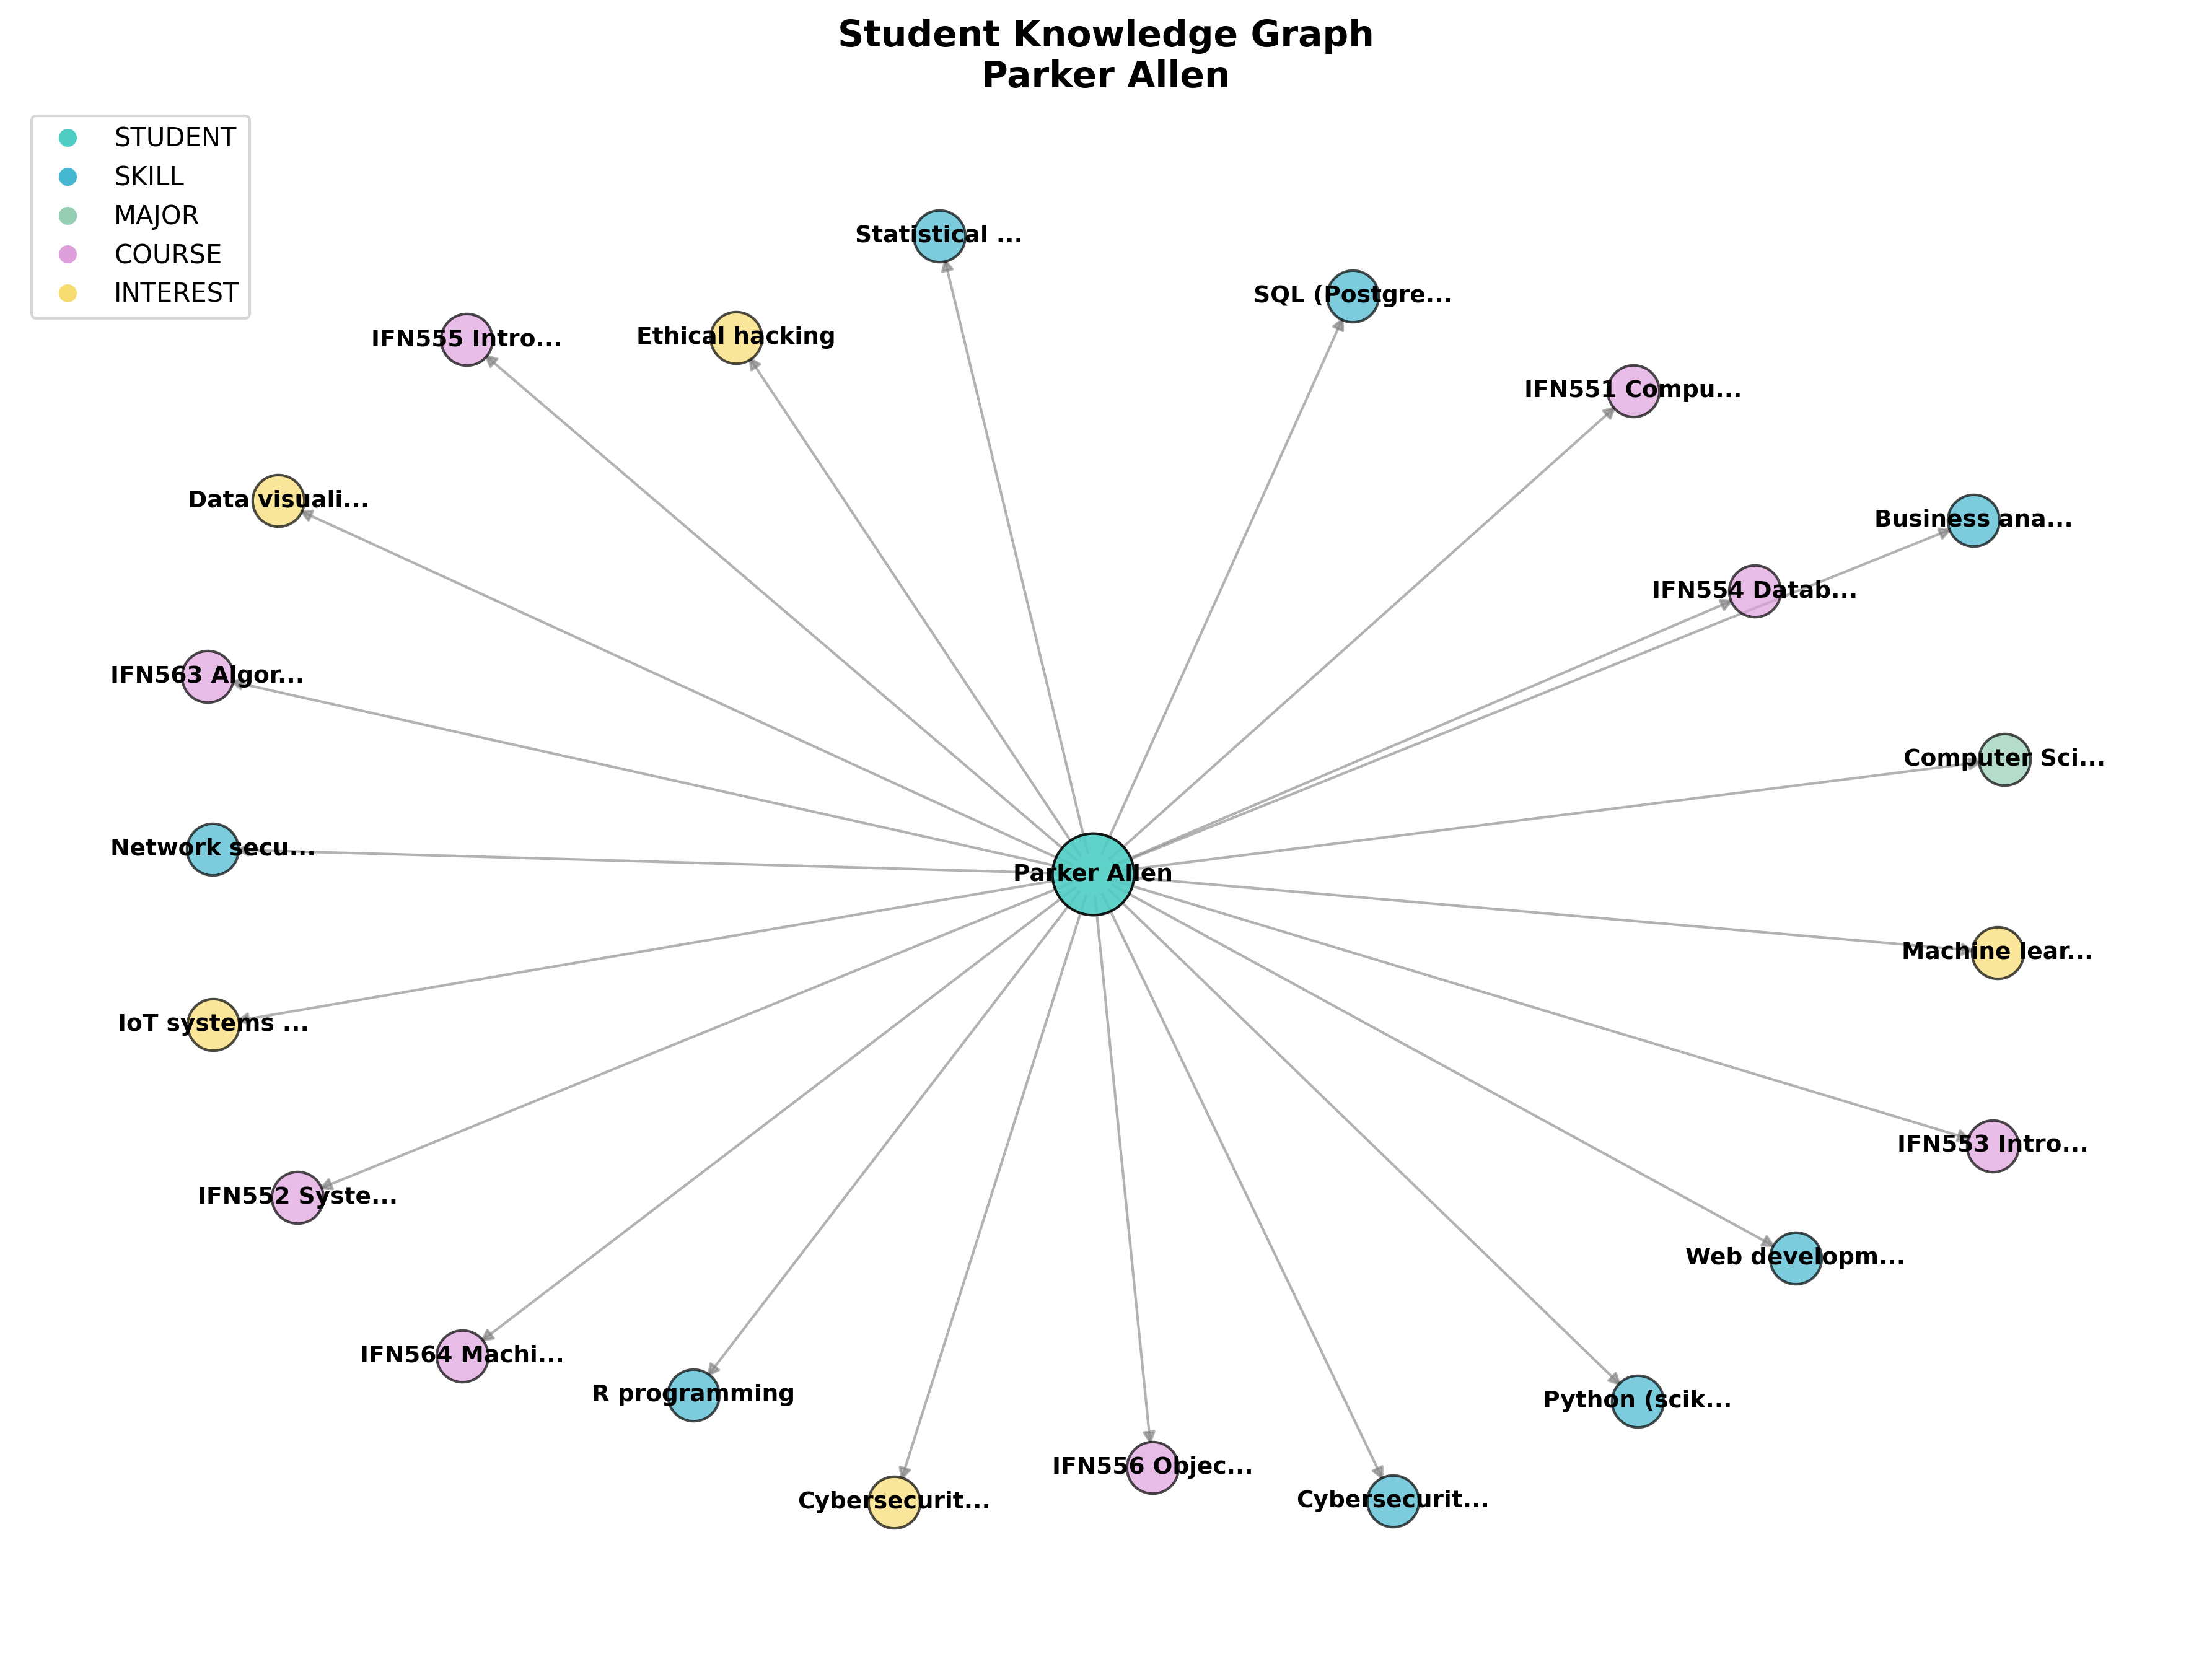 Student Knowledge Graph
Parker Allen
STUDENT
SKILL
MAJOR
COURSE
INTEREST
Statistical ...
SQL (Postgre...
IFN555 Intro...
Ethical hacking
IFN551 Compu...
Data visuali...
Business ana...
IFN554 Datab...
IFN563 Algor...
Computer Sci...
Network secu...
Parker Allen
Machine lear...
IoT systems ...
IFN553 Intro...
IFN552 Syste...
Web developm...
IFN564 Machi...
R programming
Python (scik...
IFN556 Objec...
Cybersecurit...
Cybersecurit...